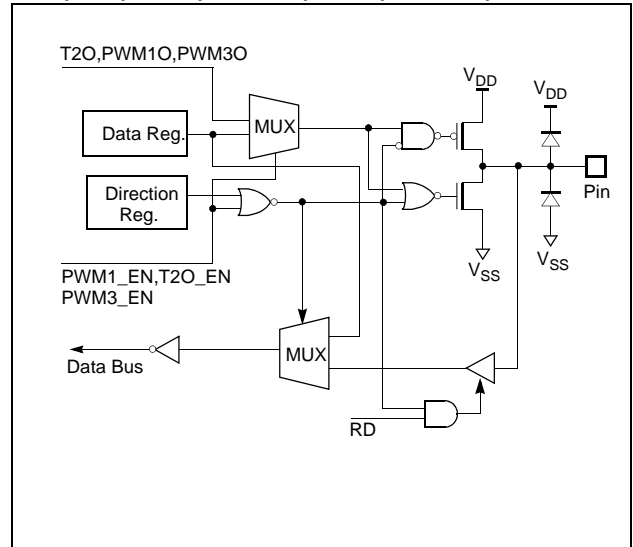 T2O,PWM1O,PWM3O
VDD
VDD
MUX
Data Reg.
Direction
Reg.
Pin
VSS
VSS
PWM1_EN,T2O_EN
PWM3_EN
MUX
Data Bus
RD